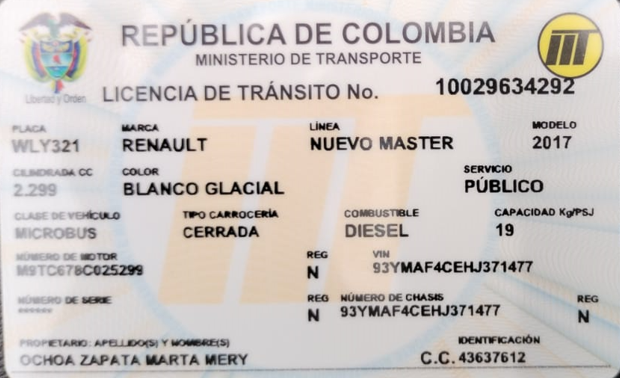 REPÚBLICA DE COLOMBIA
MINISTERIO DE TRANSPORTE
Libertad y Orden
LICENCIA DE TRÁNSITO No. 10029634292
PLACA MARCA LÍNEA MODELO
WLY321 RENAULT NUEVO MASTER 2017
CILINDRADA CC COLOR SERVICIO
2.299 BLANCO GLACIAL PÚBLICO
CLASE DE VEHÍCULO TIPO CARROCERÍA COMBUSTIBLE CAPACIDAD Kg/PSJ
MICROBUS CERRADA DIESEL 19
NÚMERO DE MOTOR REG VIN
M9TC678C025299 N 93YMAF4CEHJ371477
NÚMERO DE SERIE REG NÚMERO DE CHASIS REG
****** N 93YMAF4CEHJ371477 N
PROPIETARIO: APELLIDO(S) Y NOMBRE(S) IDENTIFICACIÓN
OCHOA ZAPATA MARTA MERY C.C. 43637612